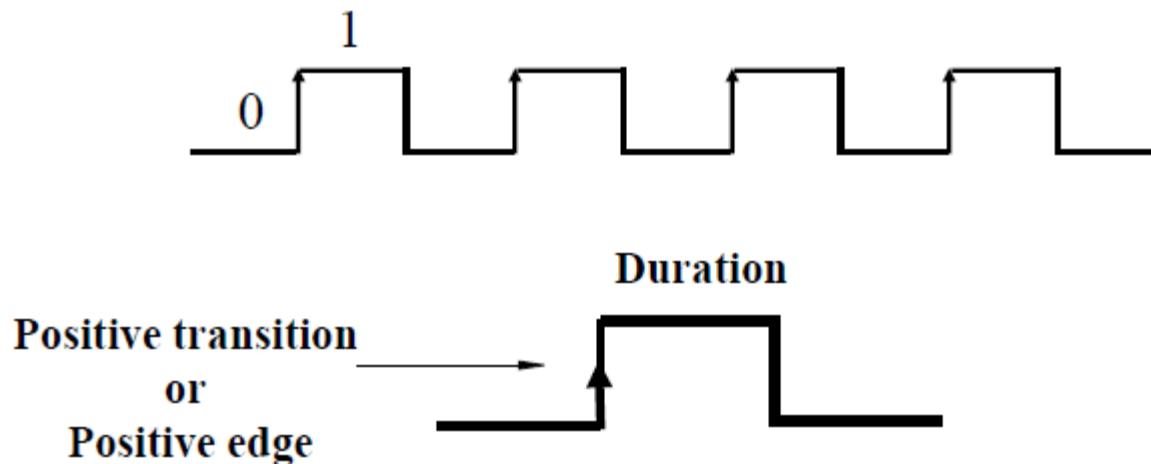 1
0
Duration
Positive transition
or
Positive edge